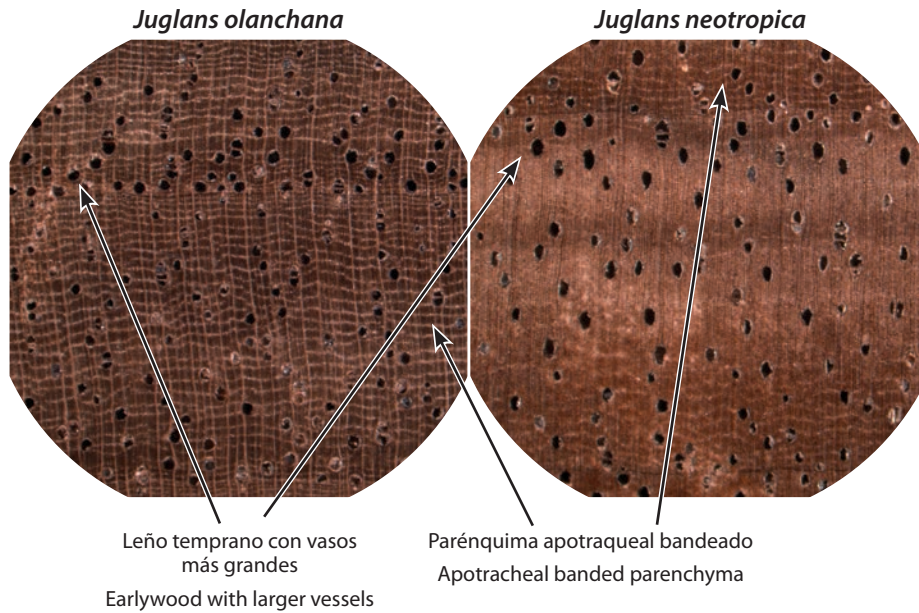 Juglans olanchana
Juglans neotropica
Leño temprano con vasos
más grandes
Earlywood with larger vessels
Parénquima apotraqueal bandeado
Apotracheal banded parenchyma